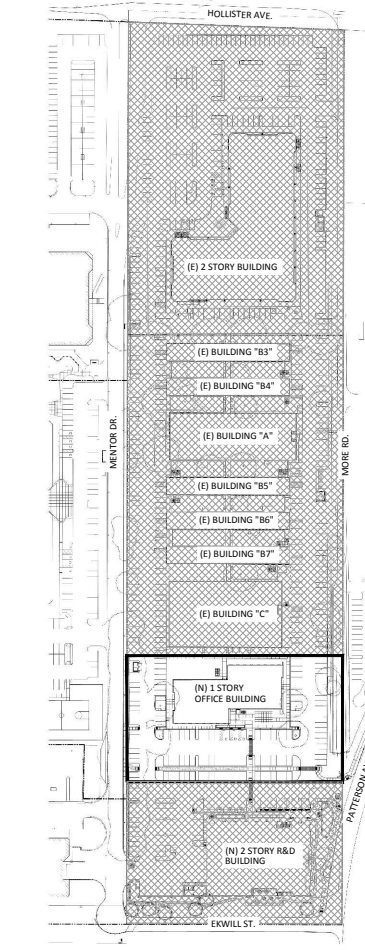 HOLLISTER AVE.
(E) 2 STORY BUILDING
(E) BUILDING "B3"
(E) BUILDING "B4"
MENTOR DR.
(E) BUILDING "A"
MORE RD.
(E) BUILDING "B5"
(E) BUILDING "B6"
(E) BUILDING "B7"
(E) BUILDING "C"
(N) 1 STORY
OFFICE BUILDING
PATTERSON
(N) 2 STORY R&D
BUILDING
EKWILL ST.